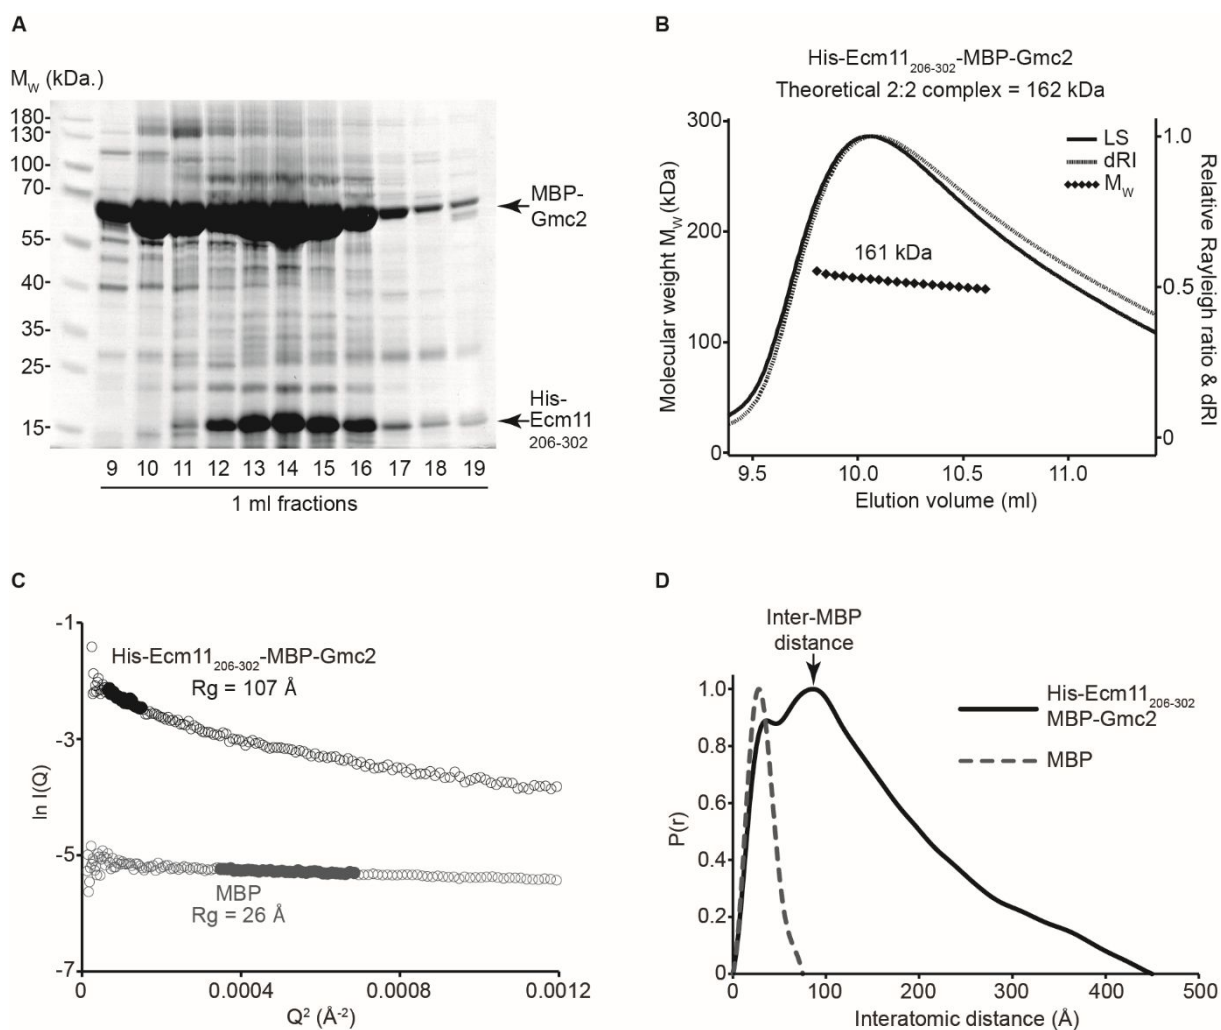 A
M_W (kDa.)
180-
130-
100-
70-
55-
40-
35-
25-
15-
MBP-
Gmc2
His-
Ecm11
206-302
9 10 11 12 13 14 15 16 17 18 19
1 ml fractions
B
His-Ecm11_206-302-MBP-Gmc2
Theoretical 2:2 complex = 162 kDa
Molecular weight M_W (kDa)
300
200
100
0
LS
dRI
M_W
161 kDa
1.0
0.5
0
Relative Rayleigh ratio & dRI
9.5 10.0 10.5 11.0
Elution volume (ml)
C
ln I(Q)
-1
-3
-5
-7
His-Ecm11_206-302-MBP-Gmc2
Rg = 107 Å
MBP
Rg = 26 Å
0 0.0004 0.0008 0.0012
Q² (Å⁻²)
D
Inter-MBP
distance
P(r)
1.0
0.8
0.6
0.4
0.2
0
His-Ecm11_206-302
MBP-Gmc2
MBP
0 100 200 300 400 500
Interatomic distance (Å)